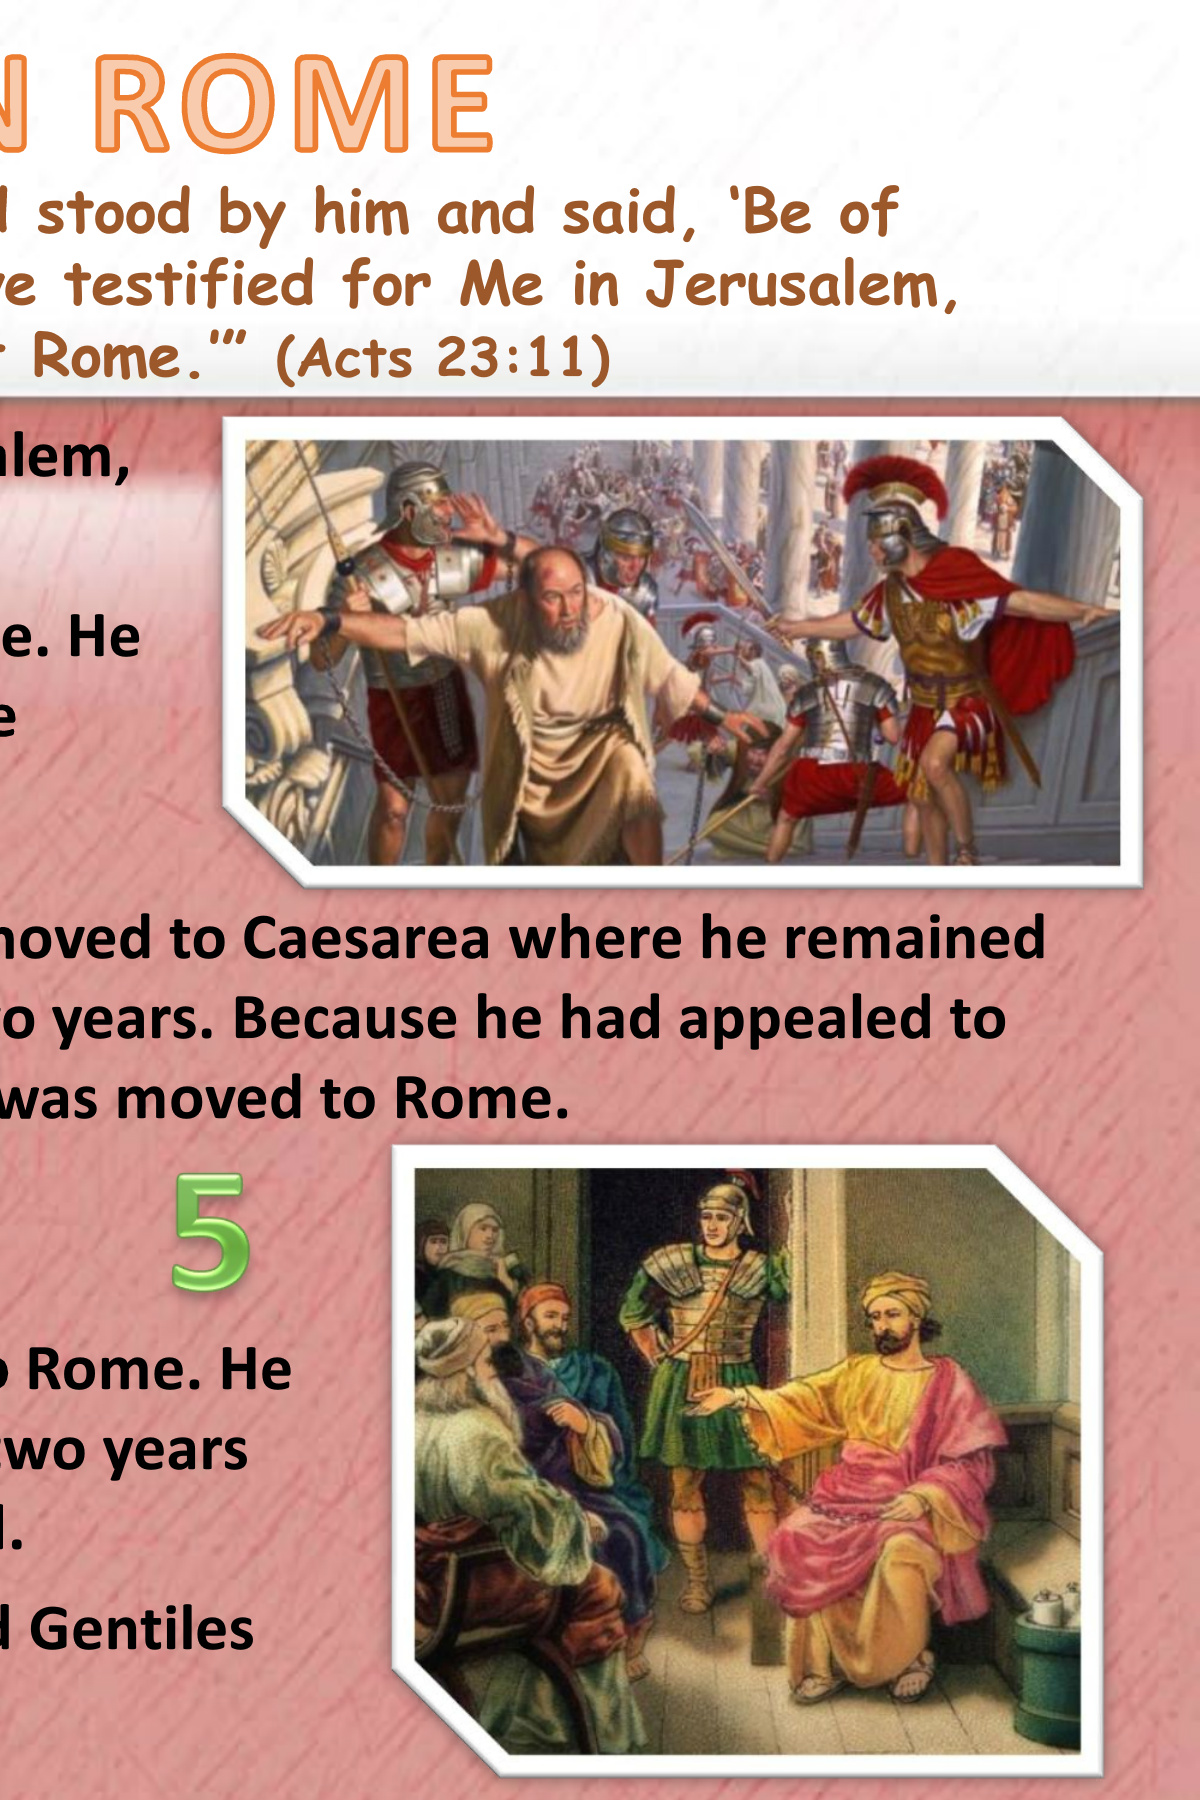 N ROME
d stood by him and said, ‘Be of
ve testified for Me in Jerusalem,
Rome.’” (Acts 23:11)
alem,
e. He
e
moved to Caesarea where he remained
wo years. Because he had appealed to
was moved to Rome.
5
o Rome. He
two years
d.
d Gentiles